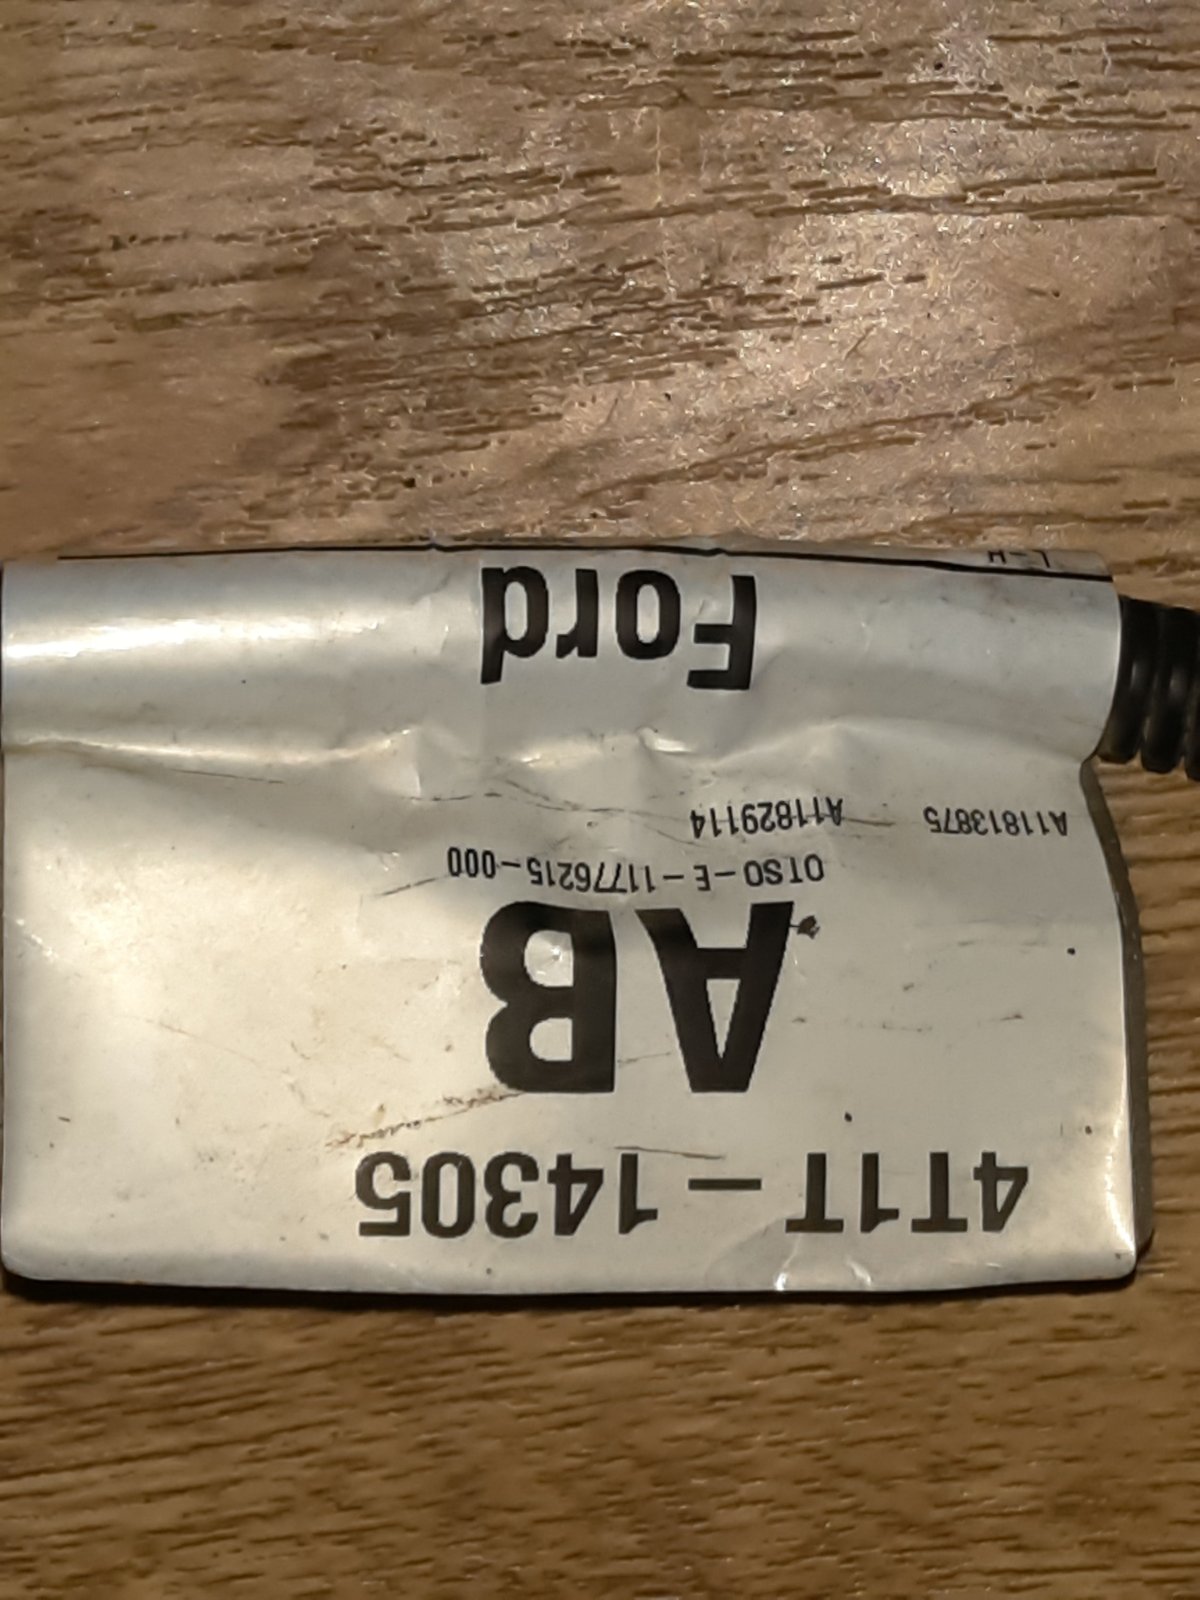 4T1T-14305
AB
OTSO-E-11776215-000
A11813875 A11829114
Ford
L-H